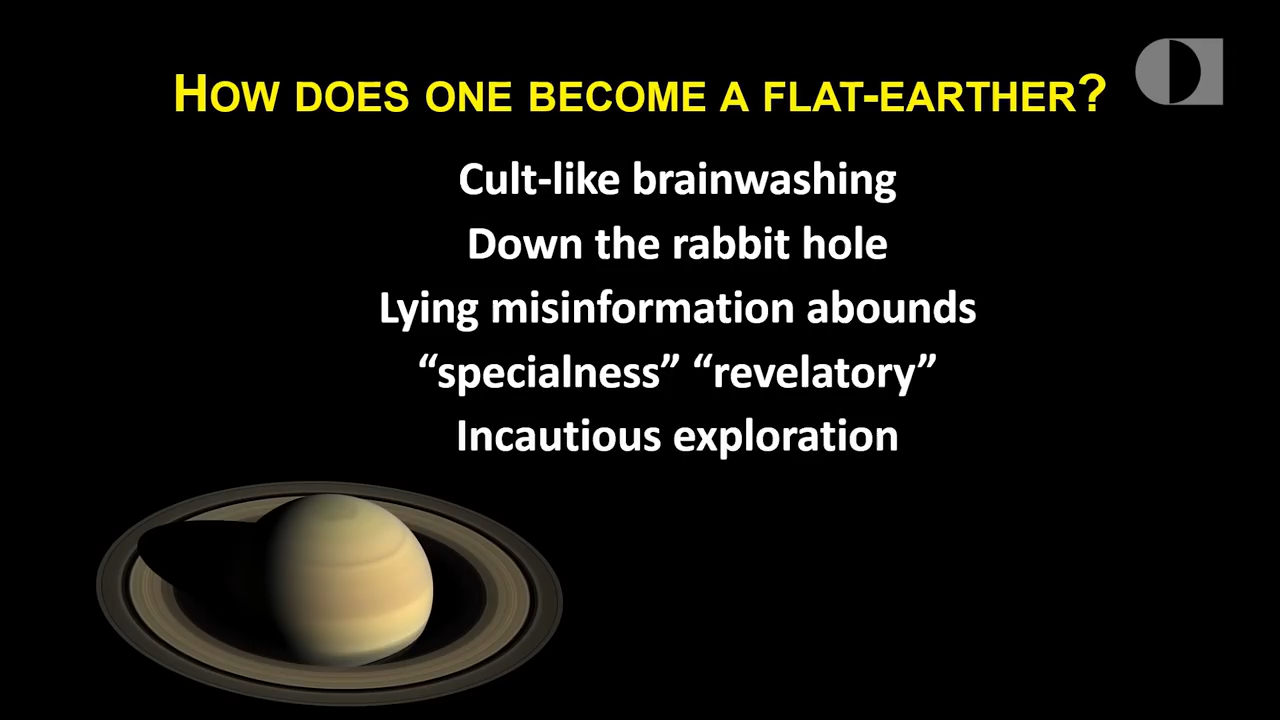 HOW DOES ONE BECOME A FLAT-EARTHER?
Cult-like brainwashing
Down the rabbit hole
Lying misinformation abounds
“specialness” “revelatory”
Incautious exploration